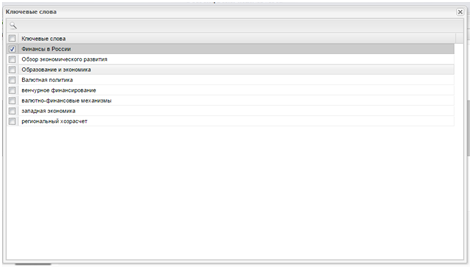 Ключевые слова
Ключевые слова
Финансы в России
Обзор экономического развития
Образование и экономика
Валютная политика
венчурное финансирование
валютно-финансовые механизмы
западная экономика
региональный хозрасчет